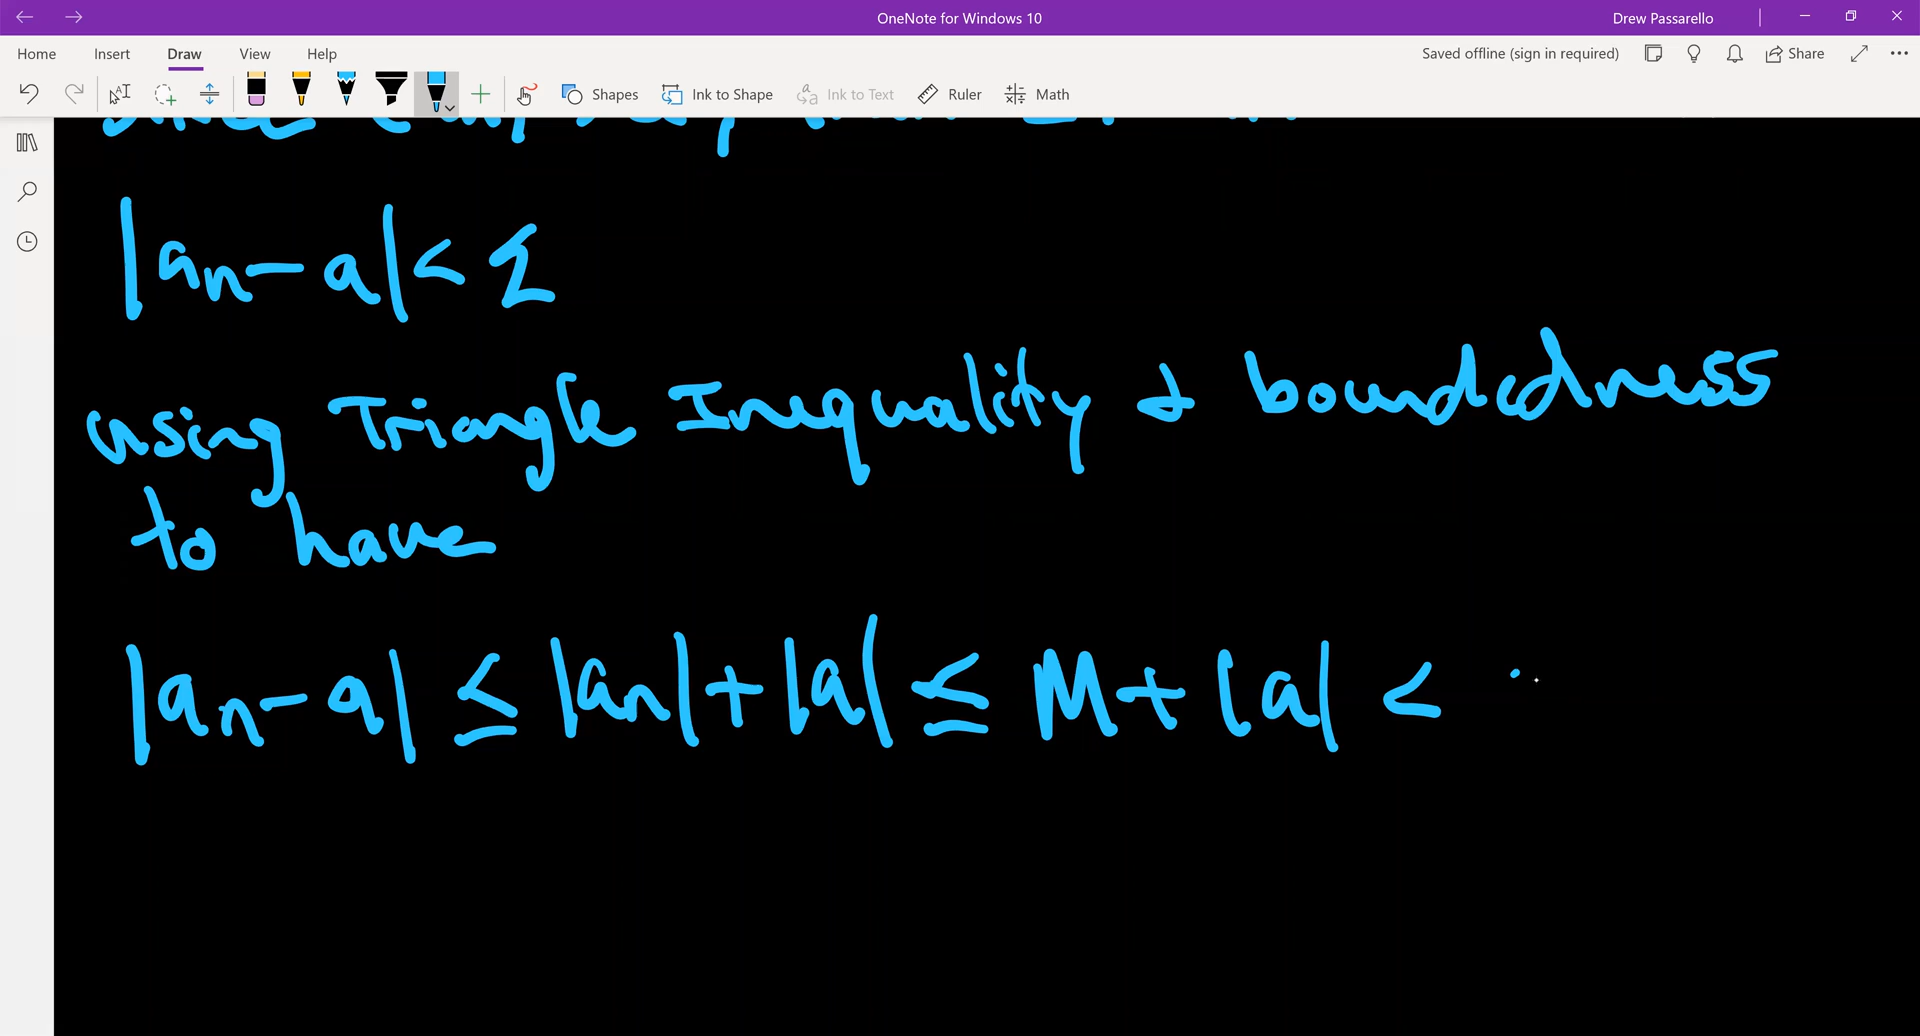 OneNote for Windows 10
Drew Passarello
Home Insert Draw View Help
Saved offline (sign in required) Share
Shapes Ink to Shape Ink to Text Ruler Math
|an - a| < Σ
using Triangle Inequality & boundedness
to have
|an - a| ≤ |an| + |a| ≤ M + |a| <